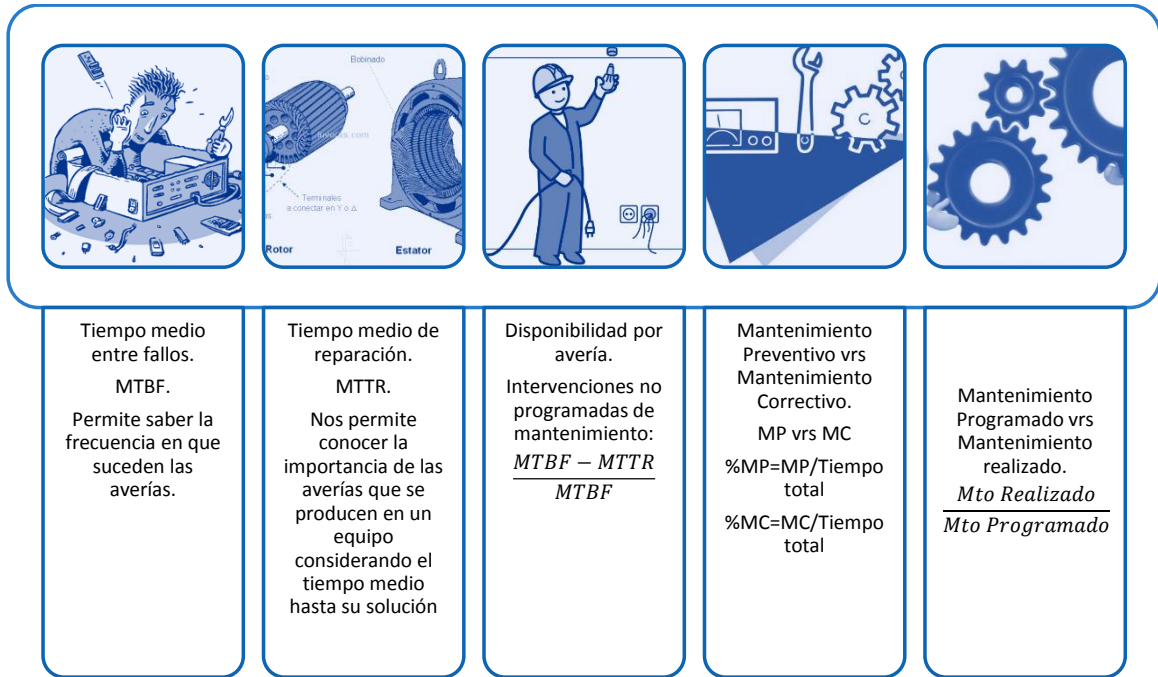 Bobinado
Terminales
a conectar en Y o Δ
Rotor
Estator
C
Tiempo medio
entre fallos.
MTBF.
Permite saber la
frecuencia en que
suceden las
averías.
Tiempo medio de
reparación.
MTTR.
Nos permite
conocer la
importancia de las
averías que se
producen en un
equipo
considerando el
tiempo medio
hasta su solución
Disponibilidad por
avería.
Intervenciones no
programadas de
mantenimiento:
MTBF − MTTR
MTBF
Mantenimiento
Preventivo vrs
Mantenimiento
Correctivo.
MP vrs MC
%MP=MP/Tiempo
total
%MC=MC/Tiempo
total
Mantenimiento
Programado vrs
Mantenimiento
realizado.
Mto Realizado
Mto Programado